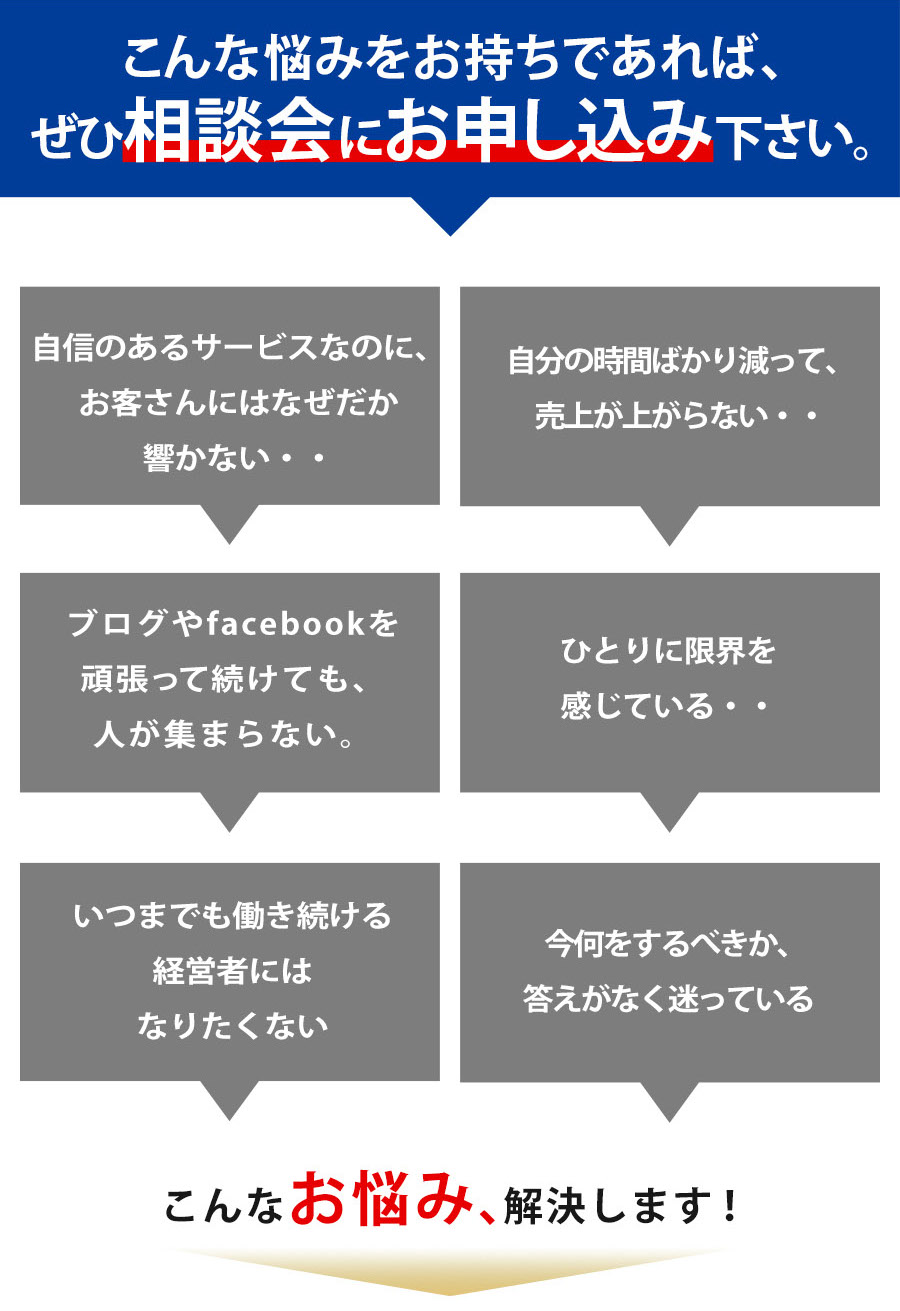 こんな悩みをお持ちであれば、
ぜひ相談会にお申し込み下さい。
自信のあるサービスなのに、
お客さんにはなぜだか
響かない・・
自分の時間ばかり減って、
売上が上がらない・・
ブログやfacebookを
頑張って続けても、
人が集まらない。
ひとりに限界を
感じている・・
いつまでも働き続ける
経営者には
なりたくない
今何をするべきか、
答えがなく迷っている
こんなお悩み、解決します！